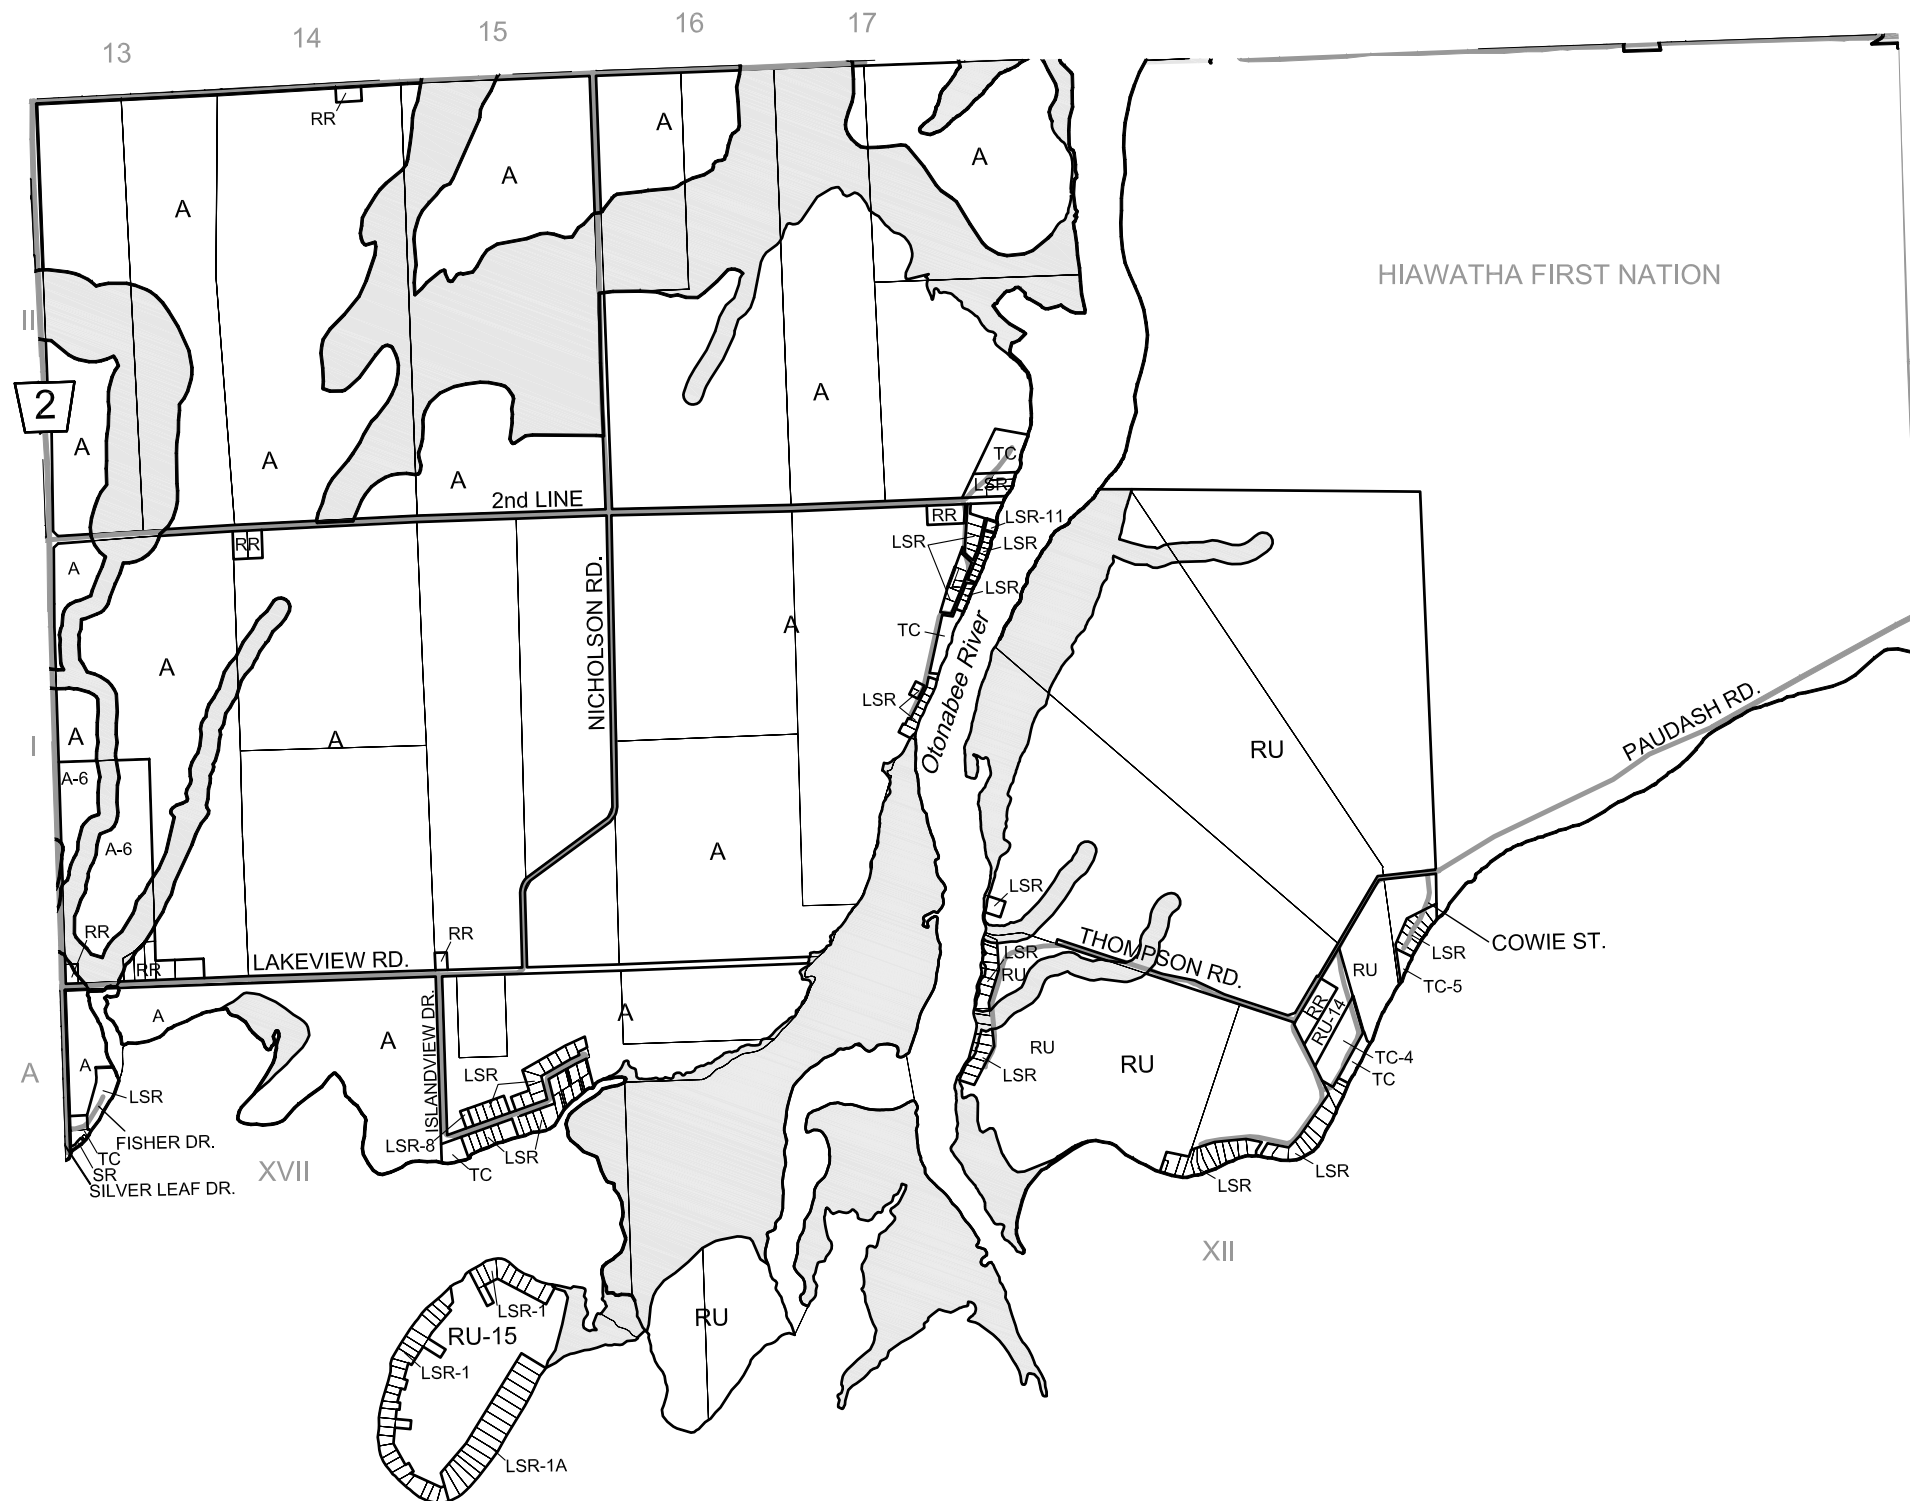 13
14
15
16
17
RR
A
A
A
A
HIAWATHA FIRST NATION
II
2
A
A
A
A
2nd LINE
TC
LSR
RR
LSR-11
LSR
LSR
LSR
RR
A
A
NICHOLSON RD.
A
TC
Otonabee River
LSR
I
A
A
A-6
A-6
A
RU
PAUDASH RD.
LSR
RR
RR
RR
LAKEVIEW RD.
LSR
RU
THOMPSON RD.
COWIE ST.
LSR
TC-5
RU
RR
RU-14
TC-4
TC
A
A
A
ISLANDVIEW DR.
A
A
LSR
FISHER DR.
TC
SR
SILVER LEAF DR.
XVII
LSR
LSR-8
LSR
TC
RU
RU
LSR
LSR
LSR
XII
LSR-1
RU-15
LSR-1
LSR-1A
RU